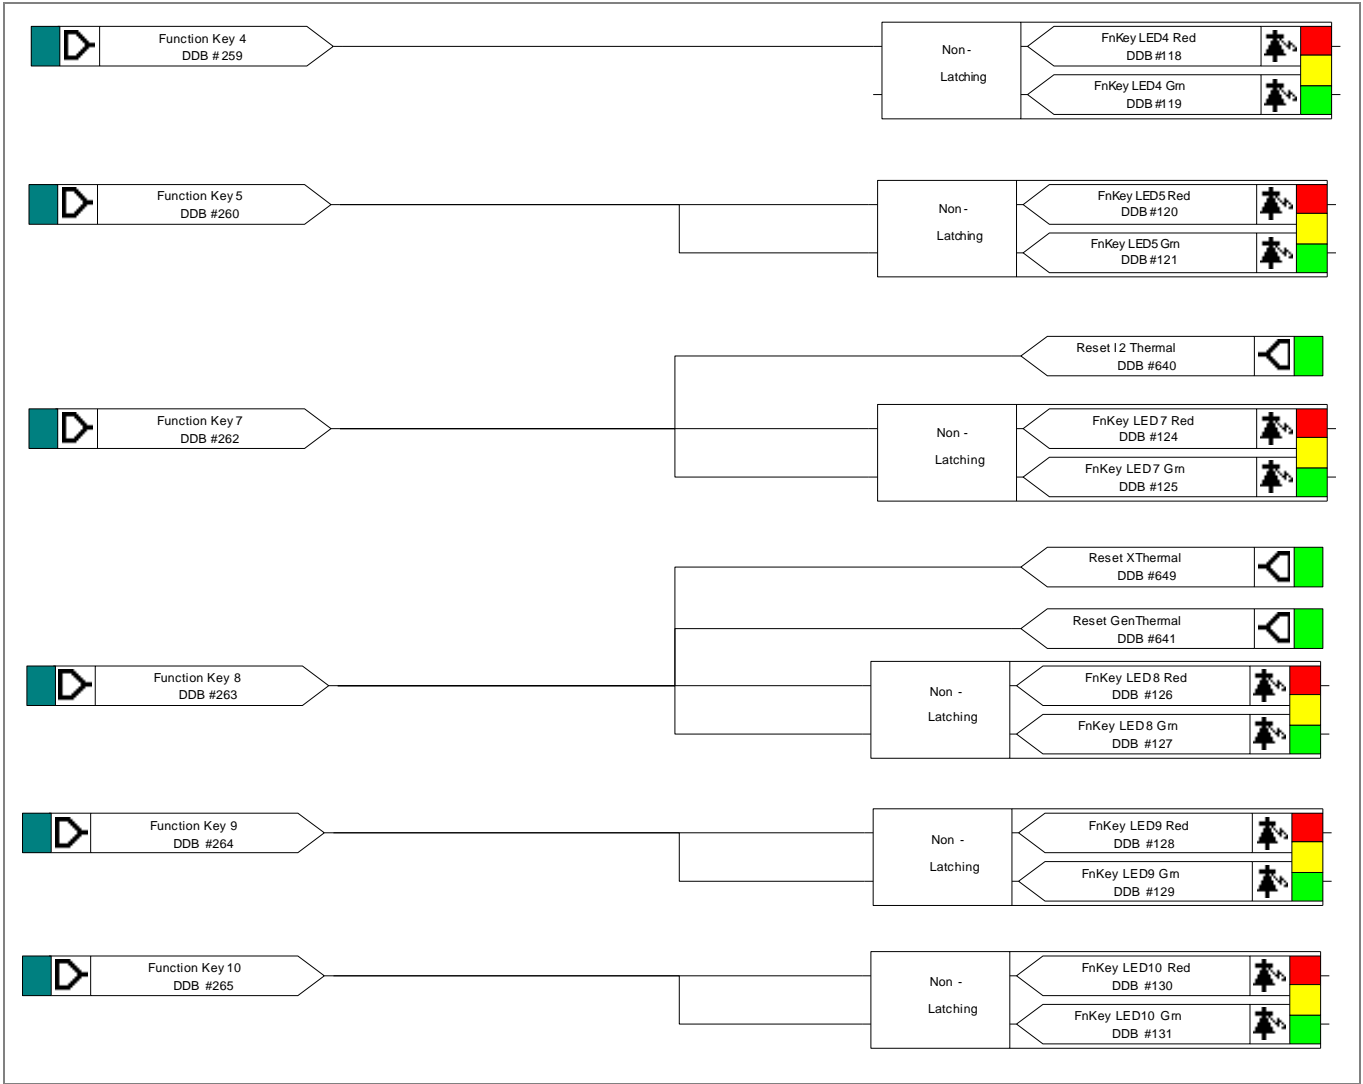 Function Key 4
DDB #259
Non -
Latching
FnKey LED4 Red
DDB #118
FnKey LED4 Grn
DDB #119
Function Key 5
DDB #260
Non -
Latching
FnKey LED5 Red
DDB #120
FnKey LED5 Grn
DDB #121
Reset I2 Thermal
DDB #640
Function Key 7
DDB #262
Non -
Latching
FnKey LED7 Red
DDB #124
FnKey LED7 Grn
DDB #125
Reset XThermal
DDB #649
Reset GenThermal
DDB #641
Function Key 8
DDB #263
Non -
Latching
FnKey LED8 Red
DDB #126
FnKey LED8 Grn
DDB #127
Function Key 9
DDB #264
Non -
Latching
FnKey LED9 Red
DDB #128
FnKey LED9 Grn
DDB #129
Function Key 10
DDB #265
Non -
Latching
FnKey LED10 Red
DDB #130
FnKey LED10 Grn
DDB #131